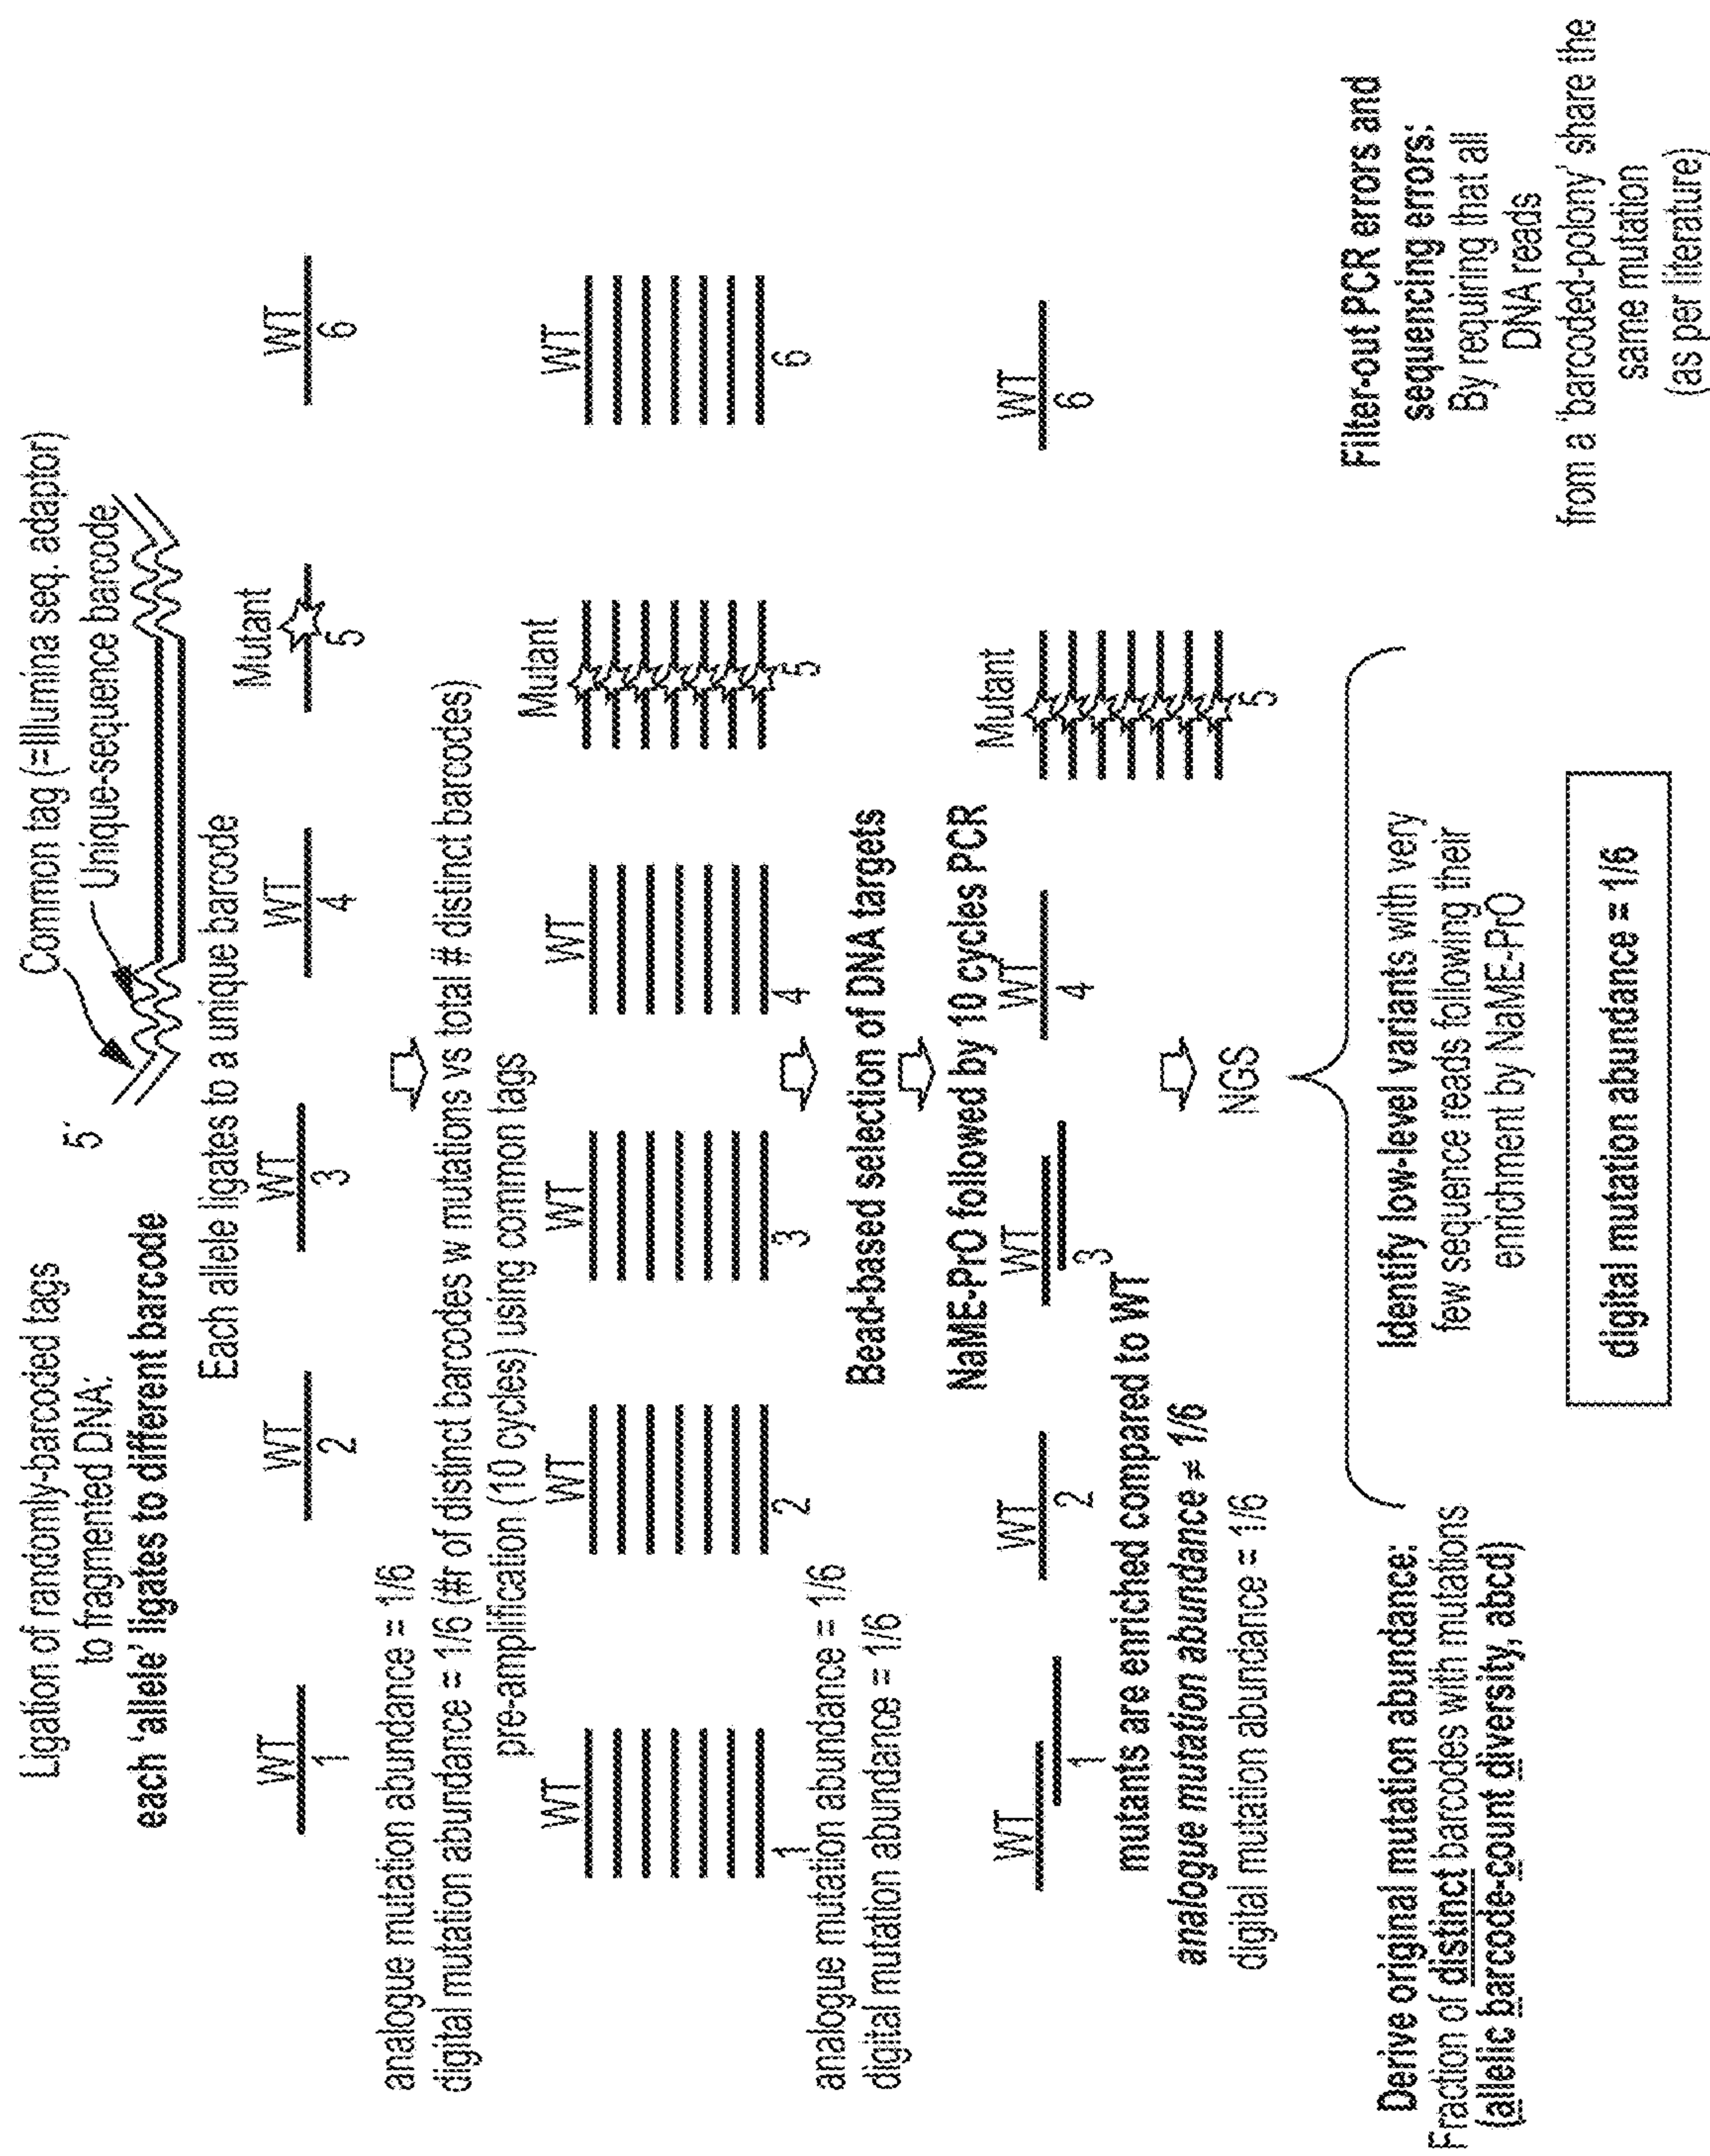 Ligation of randomly-barcoded tags
to fragmented DNA:
each 'allele' ligates to different barcode
5'
Common tag (=Illumina seq. adaptor)
Unique-sequence barcode
Each allele ligates to a unique barcode
WT
1
WT
2
WT
3
WT
4
Mutant
5
WT
6
analogue mutation abundance = 1/6
digital mutation abundance = 1/6 (#r of distinct barcodes w mutations vs total # distinct barcodes)
pre-amplification (10 cycles) using common tags
WT
1
WT
2
WT
3
WT
4
Mutant
5
WT
6
analogue mutation abundance = 1/6
digital mutation abundance = 1/6
Bead-based selection of DNA targets
NaME-PrO followed by 10 cycles PCR
WT
1
WT
2
WT
3
WT
4
Mutant
5
WT
6
mutants are enriched compared to WT
analogue mutation abundance ≠ 1/6
digital mutation abundance = 1/6
NGS
Derive original mutation abundance:
Fraction of distinct barcodes with mutations
(allelic barcode-count diversity, abcd)
Identify low-level variants with very
few sequence reads following their
enrichment by NaME-PrO
digital mutation abundance = 1/6
Filter-out PCR errors and
sequencing errors:
By requiring that all
DNA reads
from a 'barcoded-polony' share the
same mutation
(as per literature)